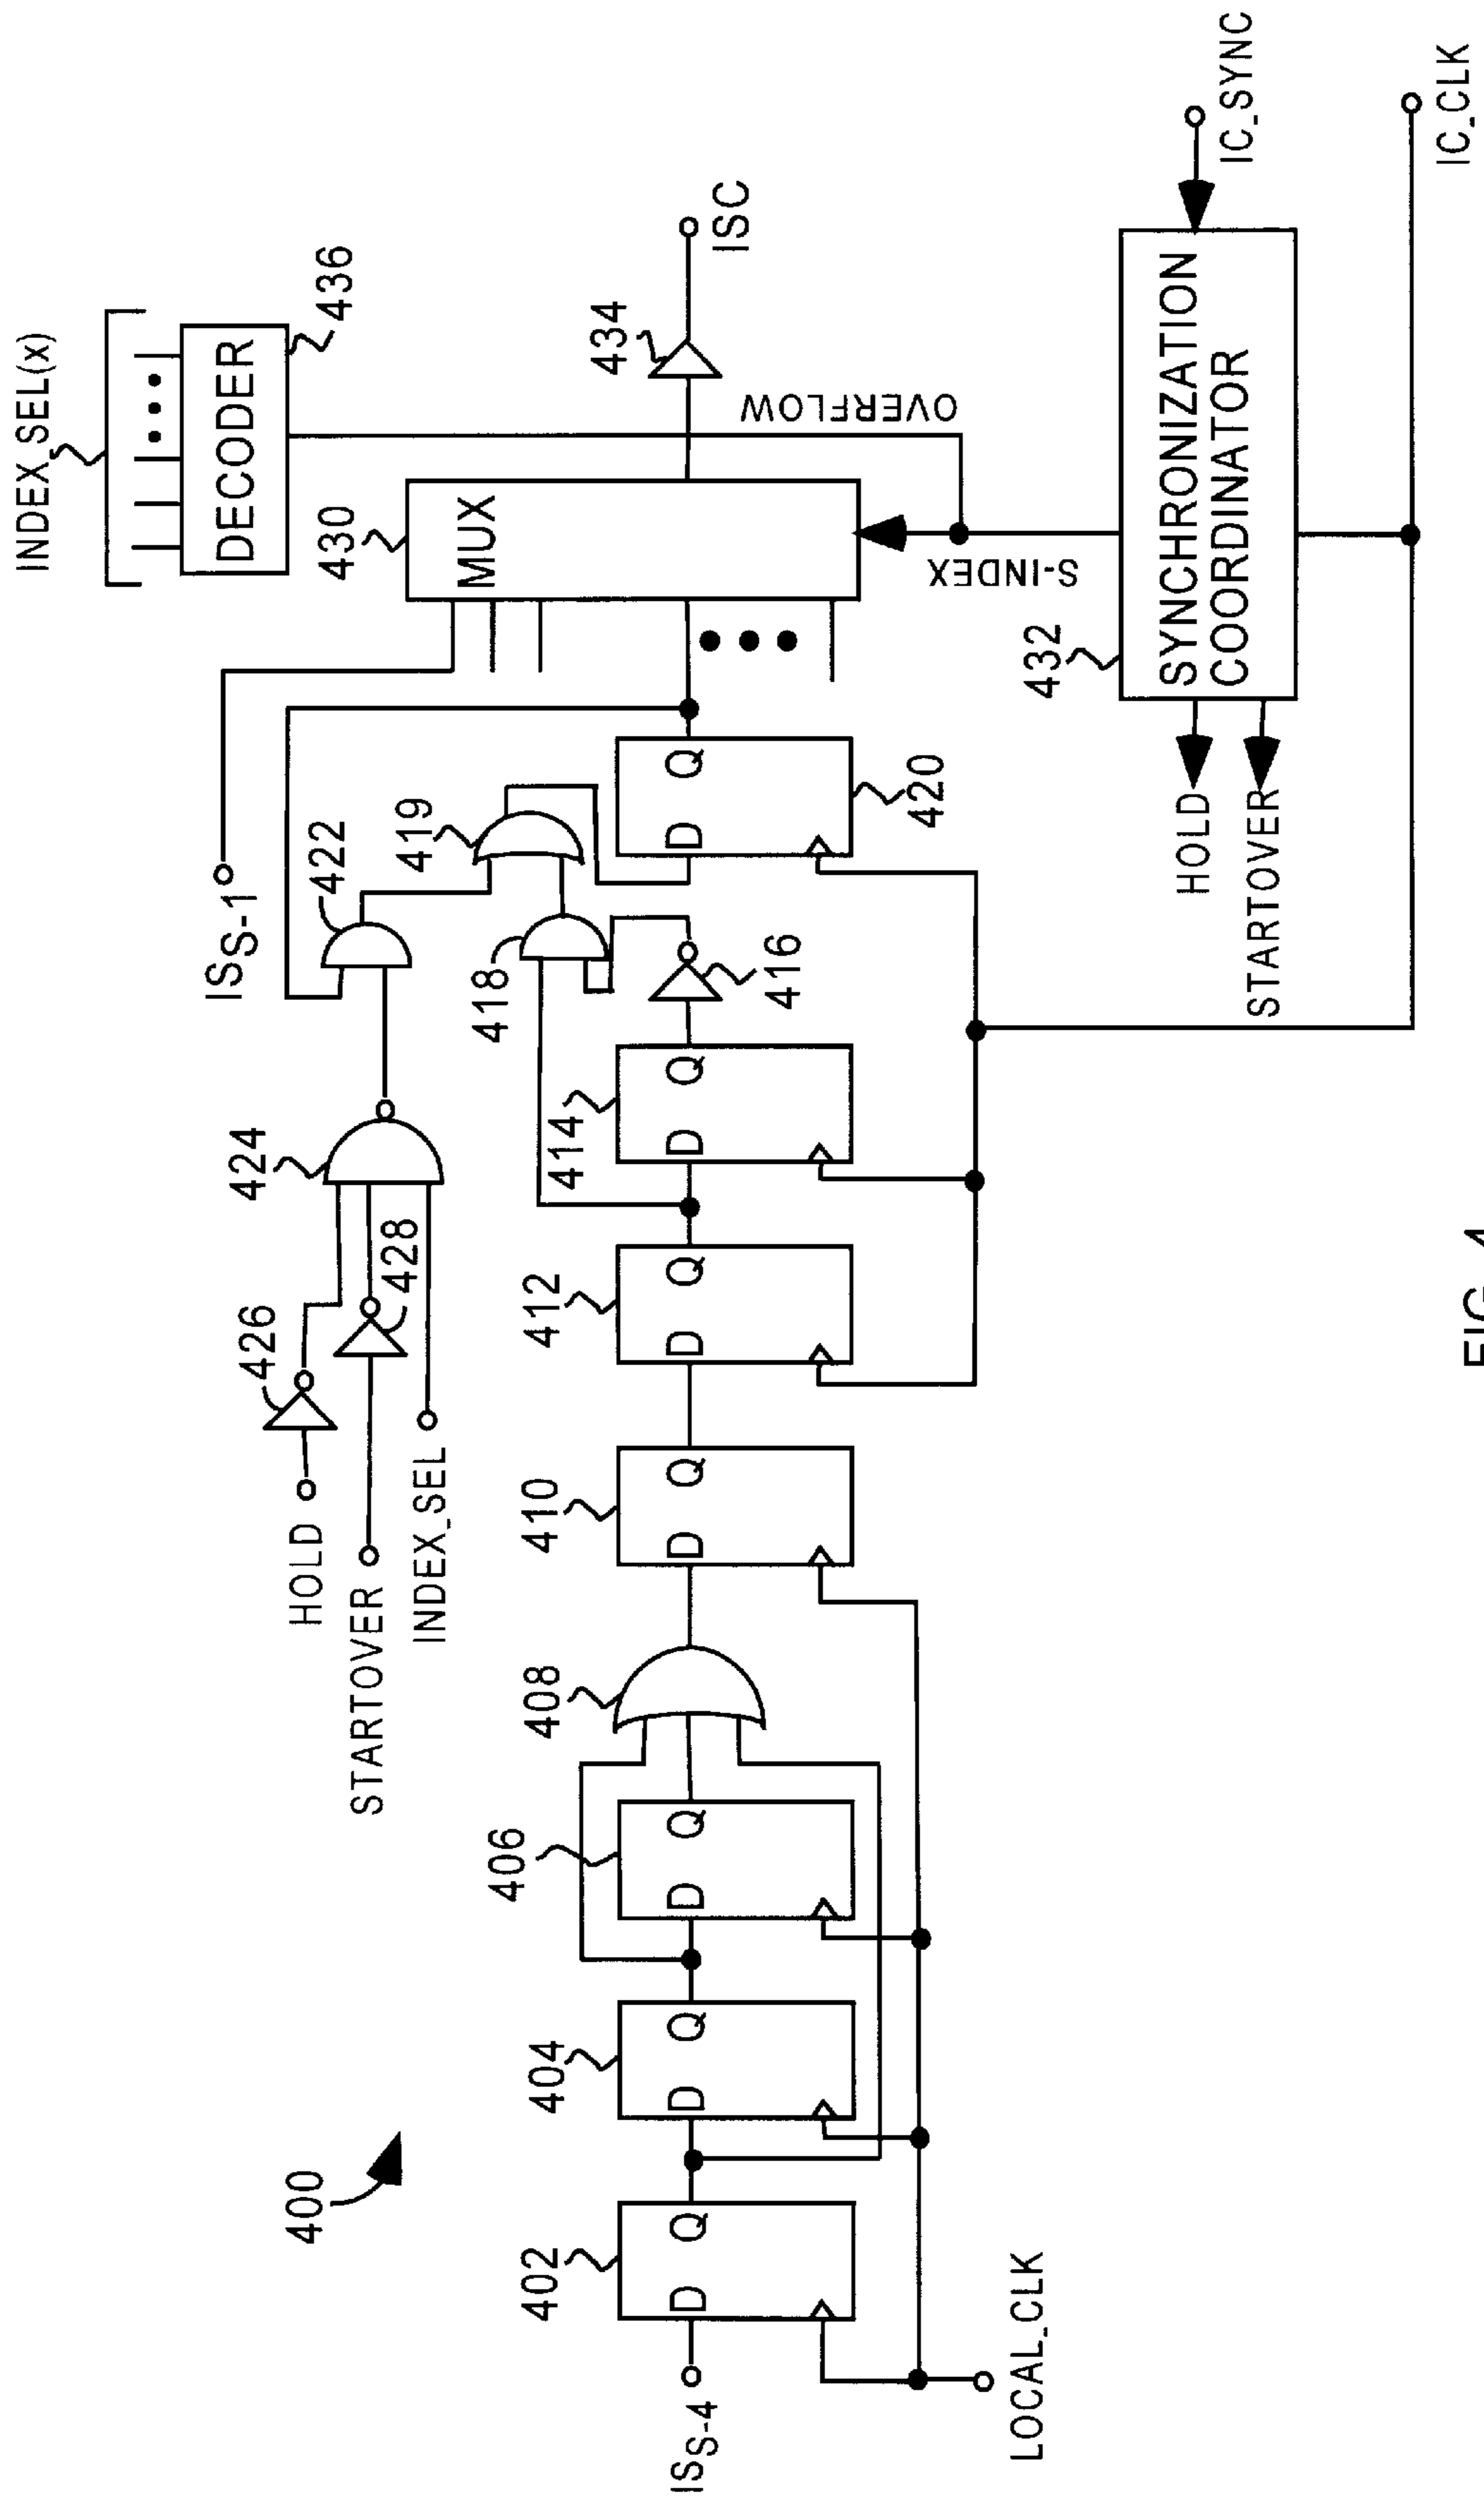 400
ISS-4
402
D Q
404
D Q
406
D Q
408
410
D Q
412
D Q
414
D Q
416
418
419
420
D Q
422
424
426
428
HOLD
STARTOVER
INDEX_SEL
LOCAL_CLK
ISS-1
430
MUX
INDEX_SEL(x)
DECODER
436
434
ISC
OVERFLOW
S-INDEX
432
SYNCHRONIZATION
COORDINATOR
HOLD
STARTOVER
IC_SYNC
IC_CLK